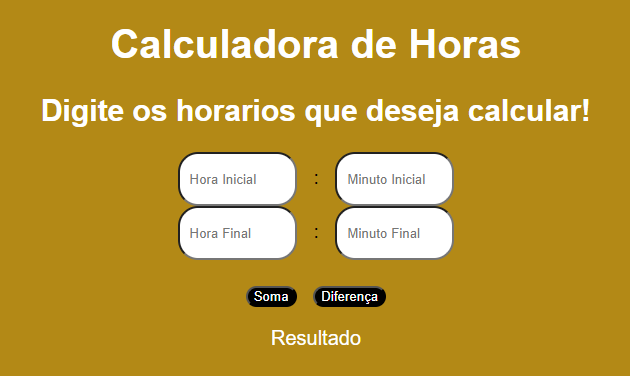 Calculadora de Horas
Digite os horarios que deseja calcular!
Hora Inicial : Minuto Inicial
Hora Final : Minuto Final
Soma Diferença
Resultado